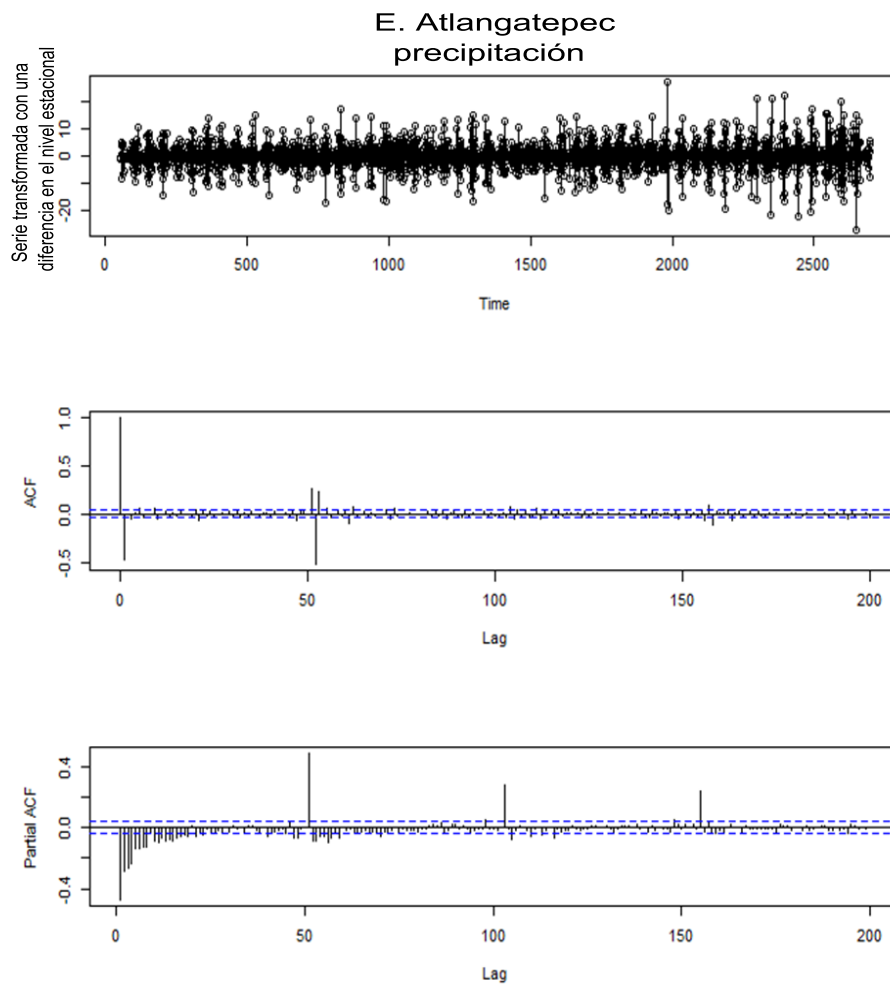 E. Atlangatepec
precipitación
Serie transformada con una
diferencia en el nivel estacional
10
0
-20
0 500 1000 1500 2000 2500
Time
ACF
1.0
0.5
0.0
-0.5
0 50 100 150 200
Lag
Partial ACF
0.4
0.0
-0.4
0 50 100 150 200
Lag